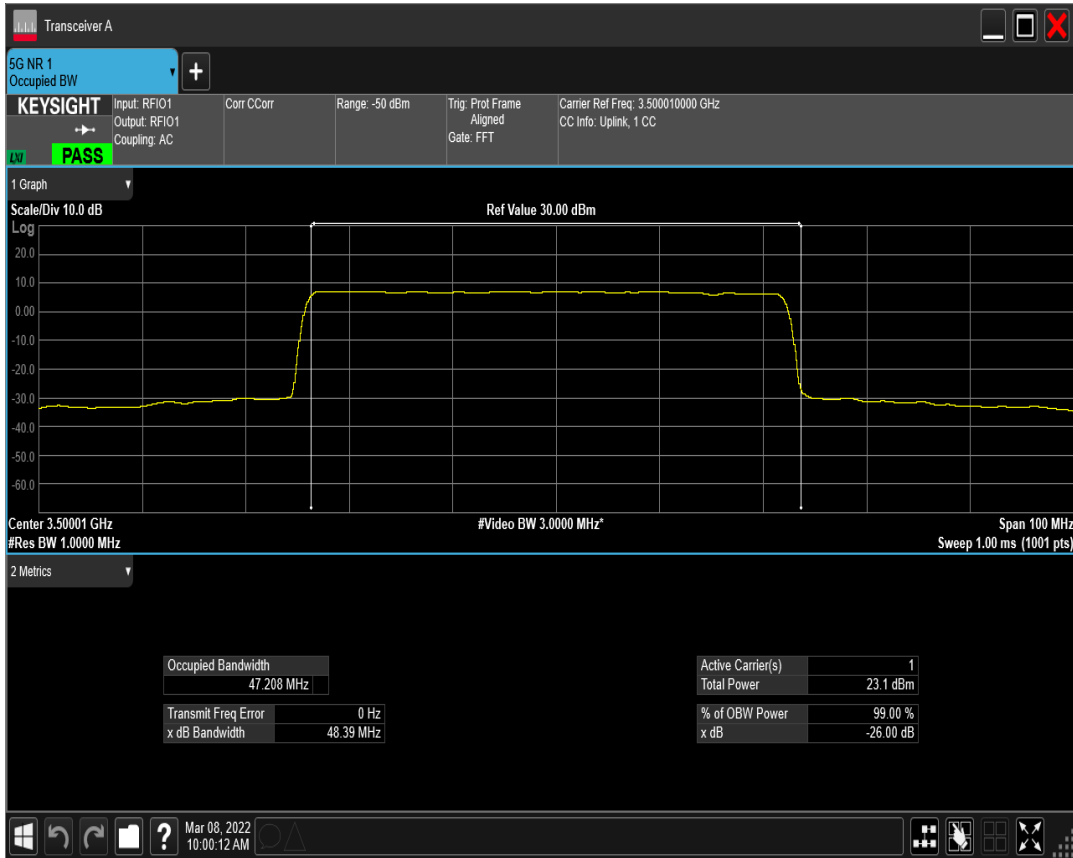 Transceiver A
5G NR 1
Occupied BW
KEYSIGHT
LXI
PASS
Input: RFIO1
Output: RFIO1
Coupling: AC
Corr CCorr
Range: -50 dBm
Trig: Prot Frame
Aligned
Gate: FFT
Carrier Ref Freq: 3.500010000 GHz
CC Info: Uplink, 1 CC
1 Graph
Scale/Div 10.0 dB
Ref Value 30.00 dBm
Log
20.0
10.0
0.00
-10.0
-20.0
-30.0
-40.0
-50.0
-60.0
Center 3.50001 GHz
#Video BW 3.0000 MHz*
Span 100 MHz
#Res BW 1.0000 MHz
Sweep 1.00 ms (1001 pts)
2 Metrics
Occupied Bandwidth
47.208 MHz
Transmit Freq Error 0 Hz
x dB Bandwidth 48.39 MHz
Active Carrier(s) 1
Total Power 23.1 dBm
% of OBW Power 99.00 %
x dB -26.00 dB
?
Mar 08, 2022
10:00:12 AM